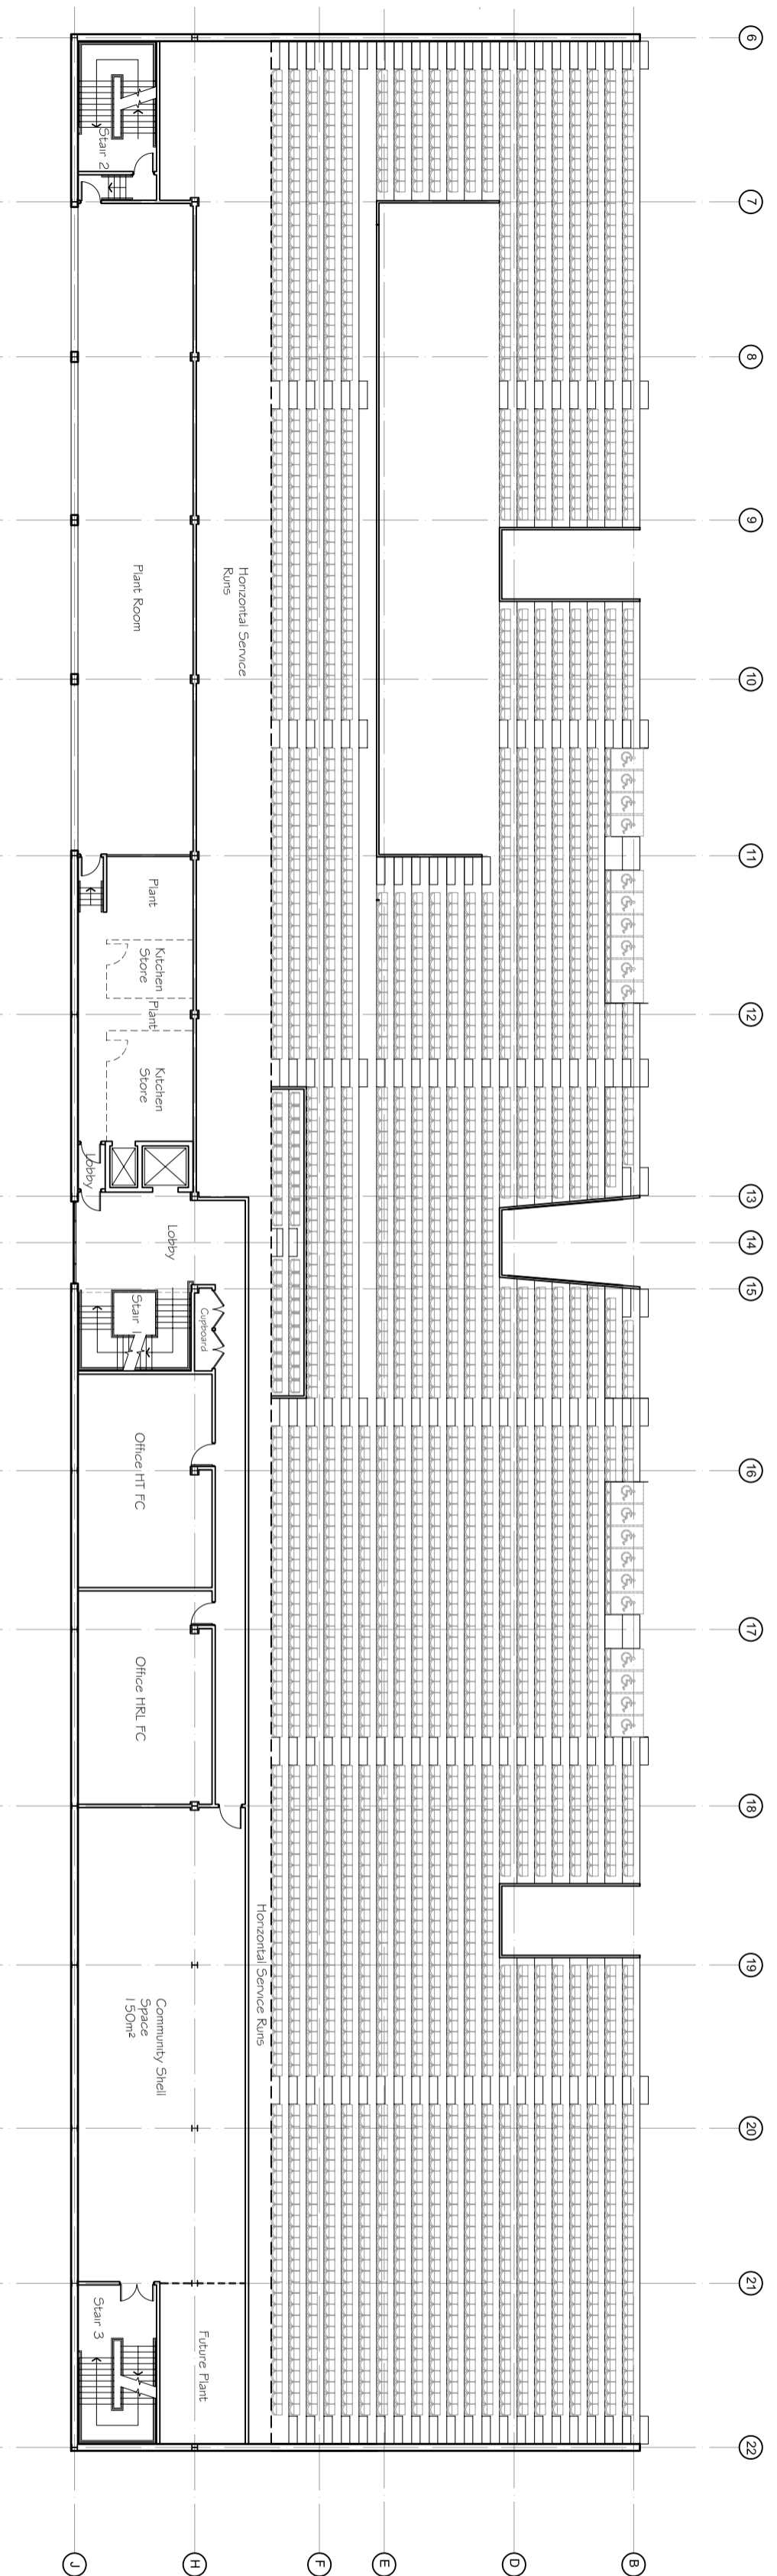 6
Stair 2
7
8
9
Horizontal Service
Runs
Plant Room
10
11
Plant
Kitchen
Store
12
Plant
Kitchen
Store
Lobby
13
Lobby
14
15
Stair 1
Cupboard
Office HT FC
16
17
Office HRL FC
18
Horizontal Service Runs
19
Community Shell
Space
150m²
20
21
Stair 3
Future Plant
22
J
H
F
E
D
B